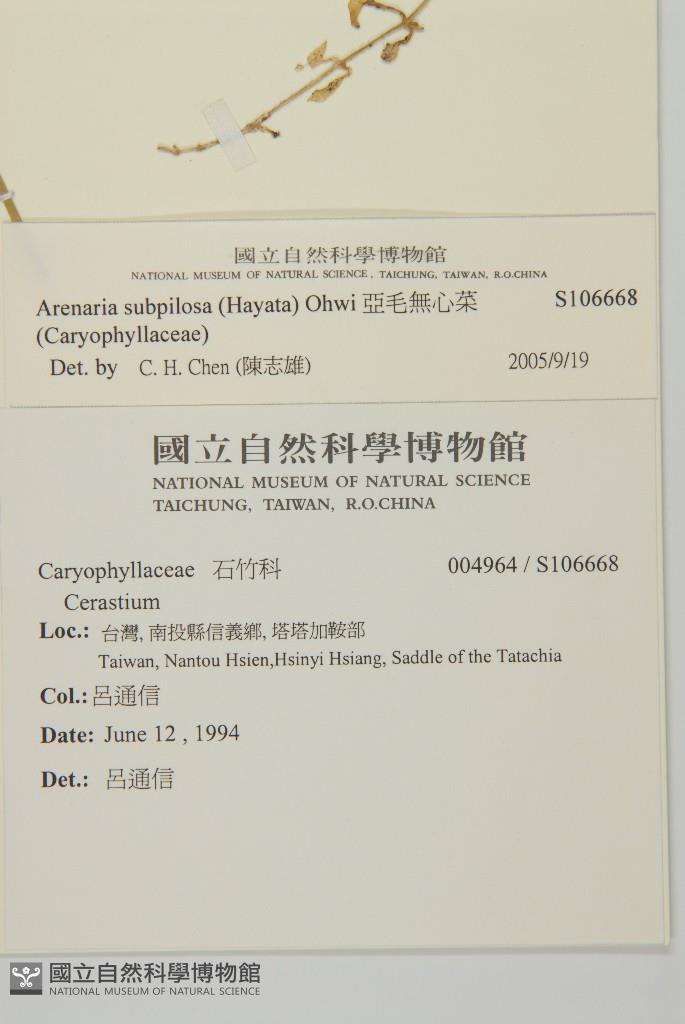 國立自然科學博物館
NATIONAL MUSEUM OF NATURAL SCIENCE, TAICHUNG, TAIWAN, R.O.CHINA
Arenaria subpilosa (Hayata) Ohwi 亞毛無心菜 S106668
(Caryophyllaceae)
Det. by C. H. Chen (陳志雄) 2005/9/19
國立自然科學博物館
NATIONAL MUSEUM OF NATURAL SCIENCE
TAICHUNG, TAIWAN, R.O.CHINA
Caryophyllaceae 石竹科 004964 / S106668
Cerastium
Loc.: 台灣, 南投縣信義鄉, 塔塔加鞍部
Taiwan, Nantou Hsien,Hsinyi Hsiang, Saddle of the Tatachia
Col.: 呂通信
Date: June 12 , 1994
Det.: 呂通信
國立自然科學博物館
NATIONAL MUSEUM OF NATURAL SCIENCE